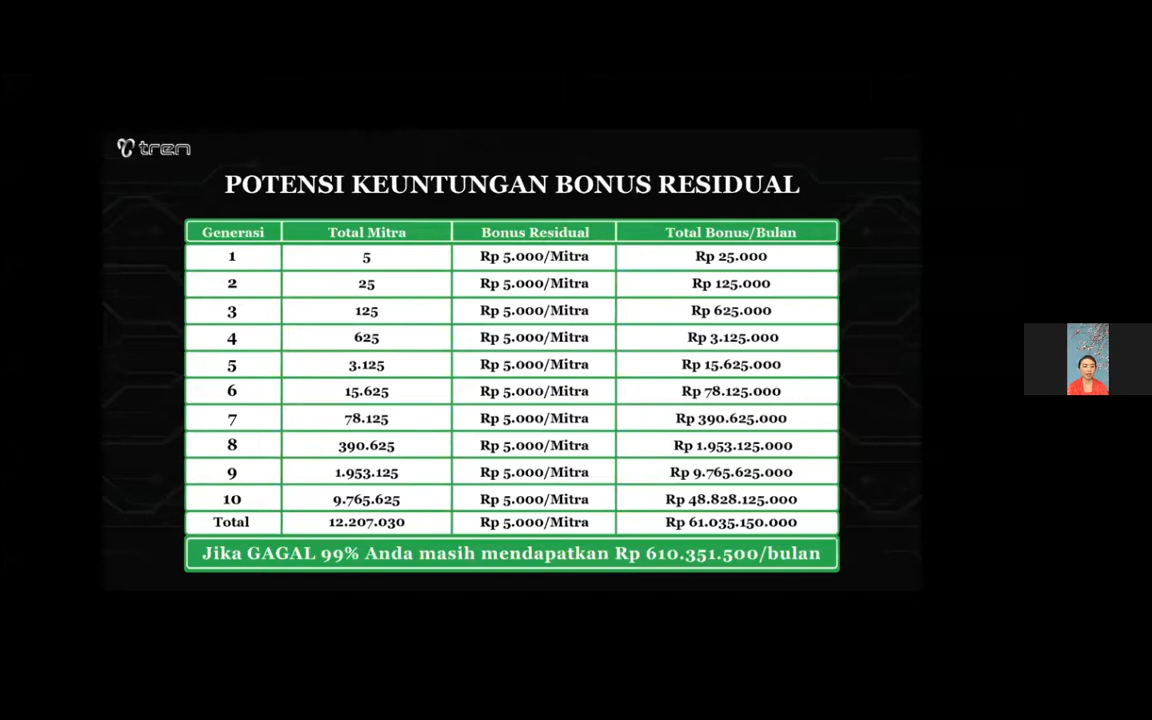 tren
POTENSI KEUNTUNGAN BONUS RESIDUAL
Generasi Total Mitra Bonus Residual Total Bonus/Bulan
1 5 Rp 5.000/Mitra Rp 25.000
2 25 Rp 5.000/Mitra Rp 125.000
3 125 Rp 5.000/Mitra Rp 625.000
4 625 Rp 5.000/Mitra Rp 3.125.000
5 3.125 Rp 5.000/Mitra Rp 15.625.000
6 15.625 Rp 5.000/Mitra Rp 78.125.000
7 78.125 Rp 5.000/Mitra Rp 390.625.000
8 390.625 Rp 5.000/Mitra Rp 1.953.125.000
9 1.953.125 Rp 5.000/Mitra Rp 9.765.625.000
10 9.765.625 Rp 5.000/Mitra Rp 48.828.125.000
Total 12.207.030 Rp 5.000/Mitra Rp 61.035.150.000
Jika GAGAL 99% Anda masih mendapatkan Rp 610.351.500/bulan